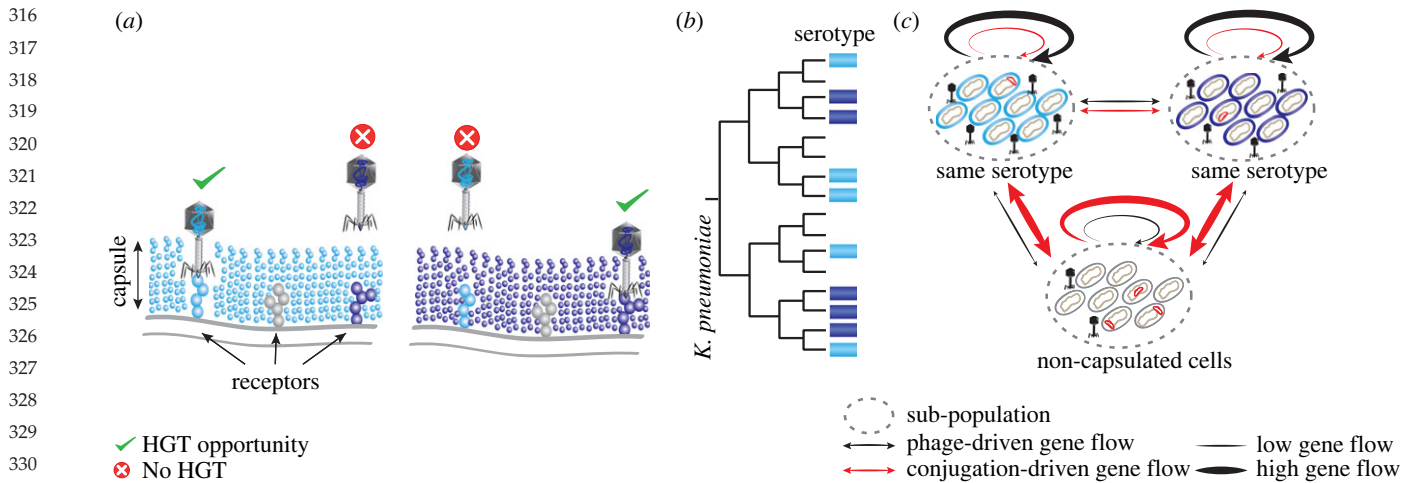 316
317
318
319
320
321
322
323
324
325
326
327
328
329
330
(a)
capsule
receptors
HGT opportunity
No HGT
(b)
serotype
K. pneumoniae
(c)
same serotype
same serotype
non-capsulated cells
sub-population
phage-driven gene flow
conjugation-driven gene flow
low gene flow
high gene flow